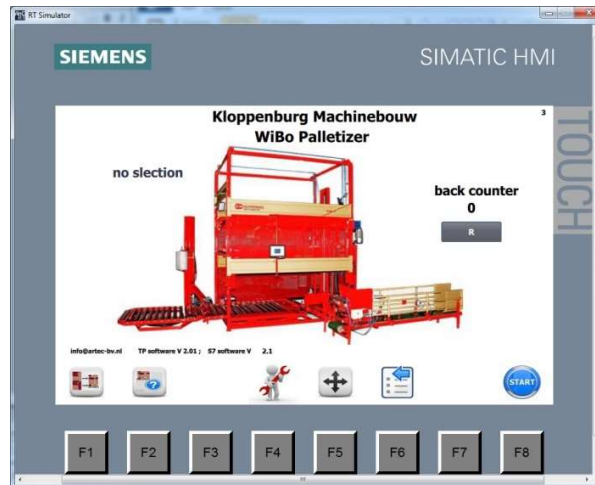 RT Simulator
SIEMENS
SIMATIC HMI
TOUCH
3
Kloppenburg Machinebouw
WiBo Palletizer
no slection
back counter
0
R
info@artec-bv.nl TP software V 2.01 ; S7 software V 2.1
START
F1 F2 F3 F4 F5 F6 F7 F8